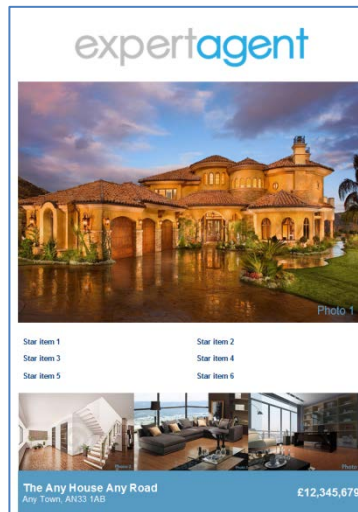 expertagent
Photo 1
Star item 1 Star item 2
Star item 3 Star item 4
Star item 5 Star item 6
The Any House Any Road
Any Town, AN33 1AB
£12,345,679